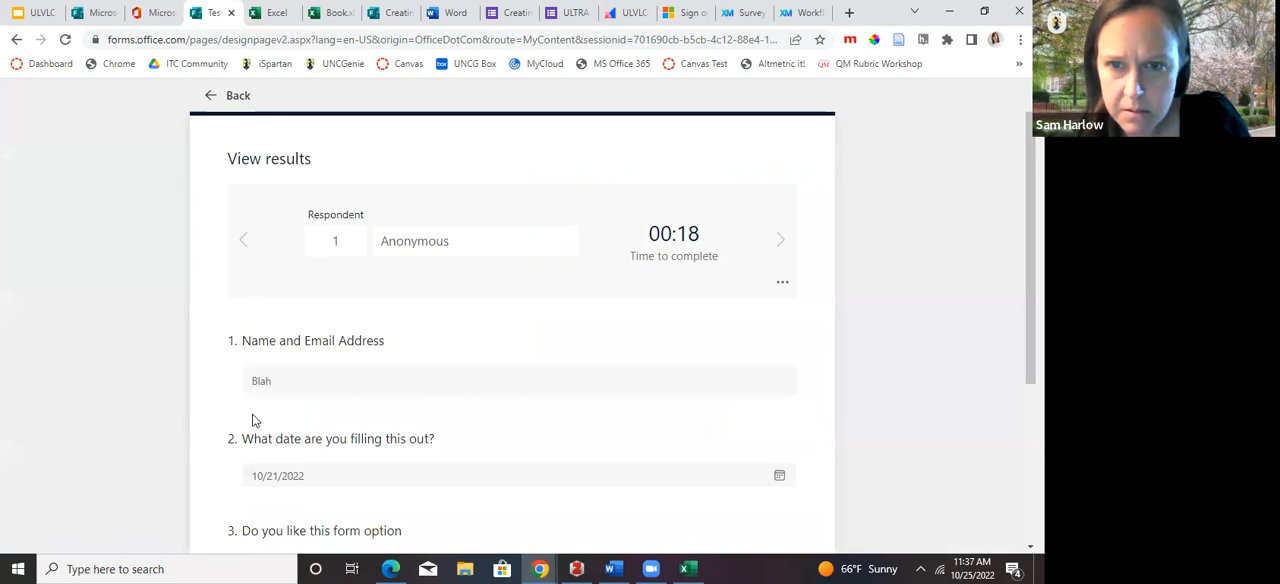 ULVLC
Micros
Micros
Tes
Excel
Book.x
Creatin
Word
Creatin
ULTRA
ULVLC
Sign o
Survey
Workfl
forms.office.com/pages/designpagev2.aspx?lang=en-US&origin=OfficeDotCom&route=MyContent&sessionid=701690cb-b5cb-4c12-88e4-1...
Dashboard
Chrome
ITC Community
iSpartan
UNCGenie
Canvas
UNCG Box
MyCloud
MS Office 365
Canvas Test
Altmetric it!
QM Rubric Workshop
Back
Sam Harlow
View results
Respondent
1
Anonymous
00:18
Time to complete
1. Name and Email Address
Blah
2. What date are you filling this out?
10/21/2022
3. Do you like this form option
Type here to search
66°F Sunny
11:37 AM
10/25/2022
4